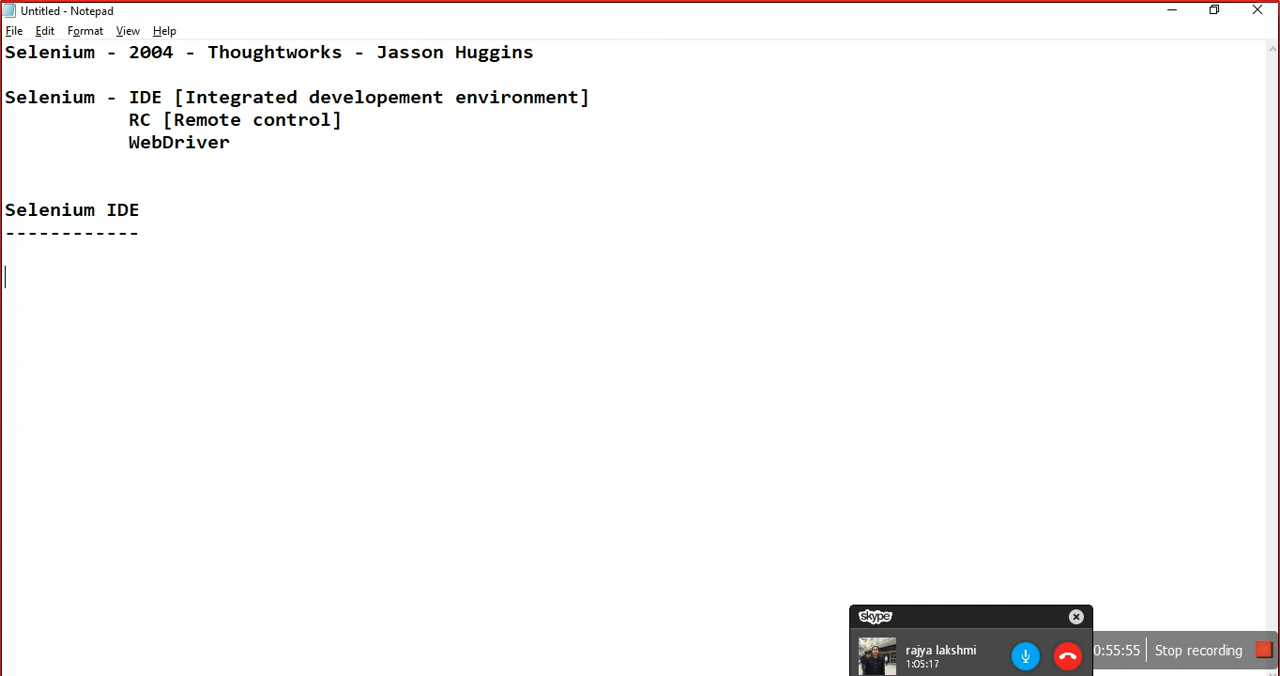 Untitled - Notepad
File Edit Format View Help
Selenium - 2004 - Thoughtworks - Jasson Huggins
Selenium - IDE [Integrated developement environment]
RC [Remote control]
WebDriver
Selenium IDE
------------
skype
rajya lakshmi
1:05:17
0:55:55 Stop recording